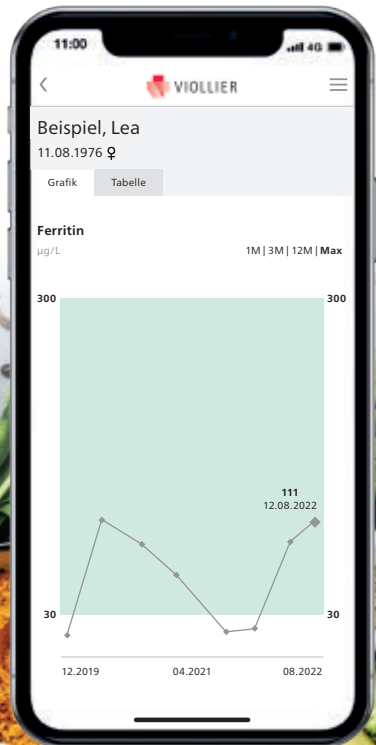 11:00
4G
VIOLLIER
Beispiel, Lea
11.08.1976 ♀
Grafik Tabelle
Ferritin
µg/L 1M|3M|12M|Max
300 300
111
12.08.2022
30 30
12.2019 04.2021 08.2022